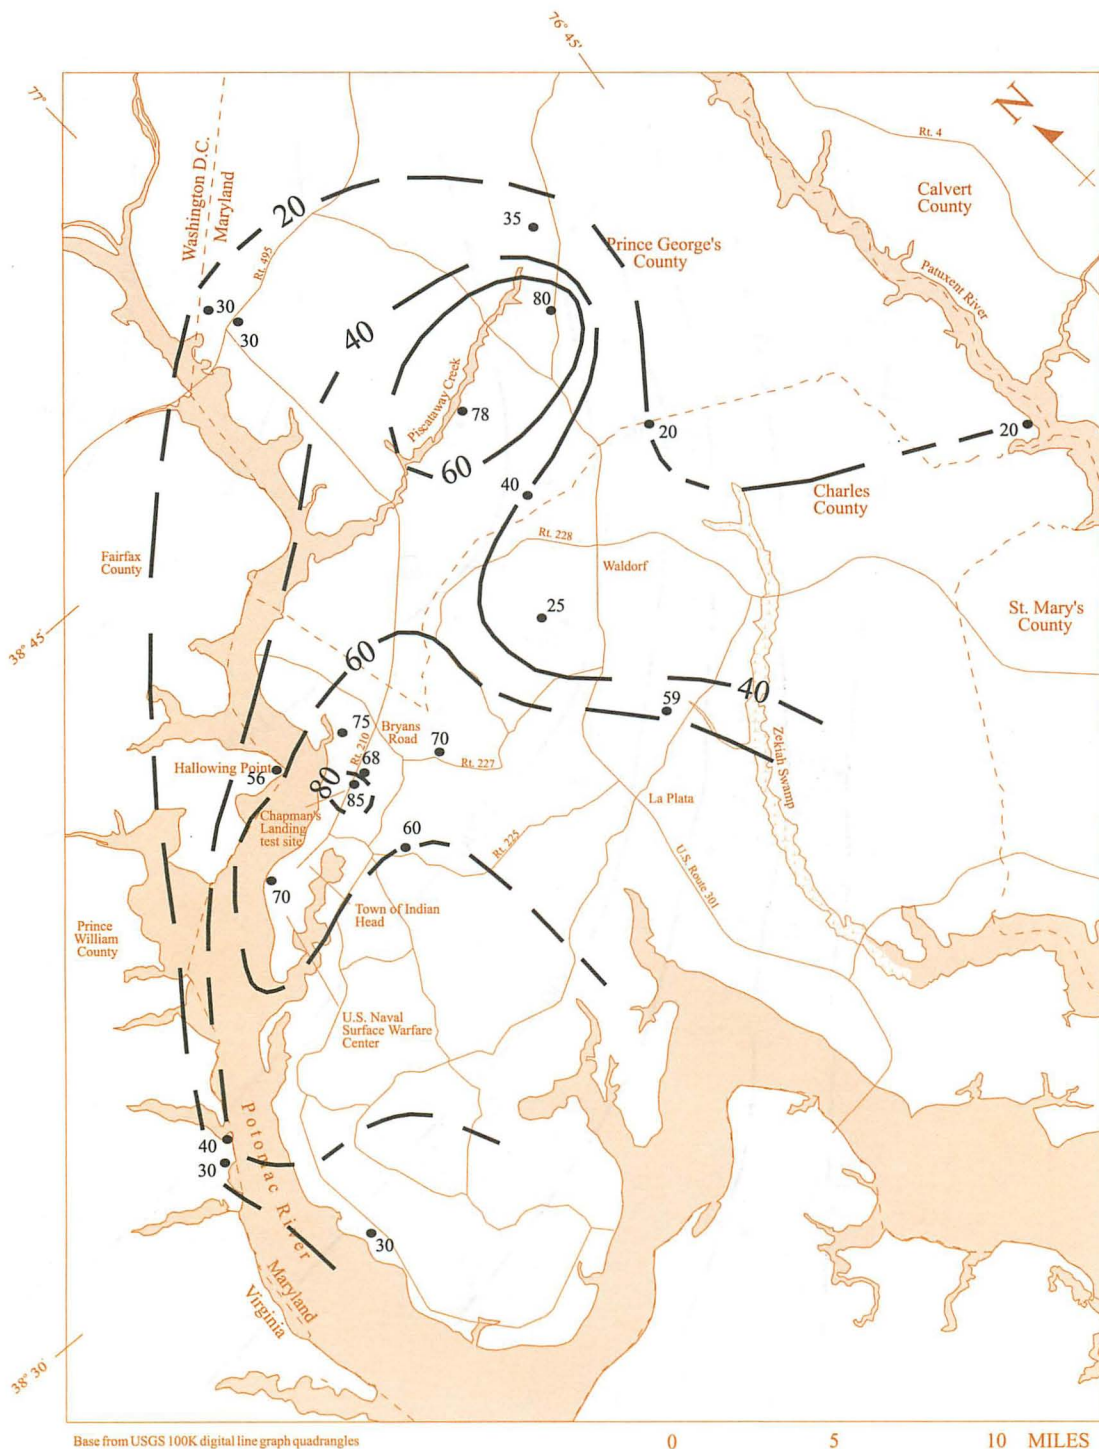 76° 45'
77°
N
Rt. 4
Calvert
County
Washington D.C.
Maryland
20
35
Prince George's
County
Patuxent River
Rt. 495
30
30
80
40
Piscataway Creek
78
20
20
60
40
Charles
County
Rt. 228
Fairfax
County
Waldorf
25
St. Mary's
County
38° 45'
60
59
40
75
Bryans
Road
70
Rt. 210
Zekiah Swamp
Hallowing Point
56
68
Rt. 227
80
85
La Plata
Chapman's
Landing
test site
60
Rt. 225
U.S. Route 301
70
Town of Indian
Head
Prince
William
County
U.S. Naval
Surface Warfare
Center
Potomac River
40
30
30
Maryland
Virginia
38° 30'
Base from USGS 100K digital line graph quadrangles
0 5 10 MILES